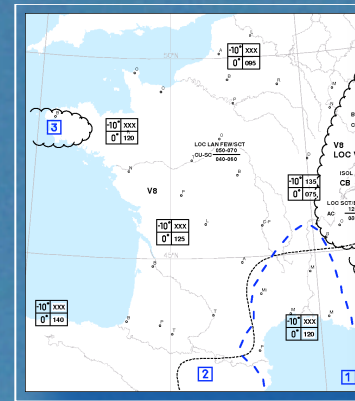 -10° XXX
0° 095
3
-10° XXX
0° 120
LOC LAN FEW/SCT
050-070
CU-SC 040-060
V8
V8
LOC V
ISOL
CB
-10° 135
0° 075
LOC SCT/
AC
-10° XXX
0° 125
-10° XXX
0° 140
-10° XXX
0° 120
2
1